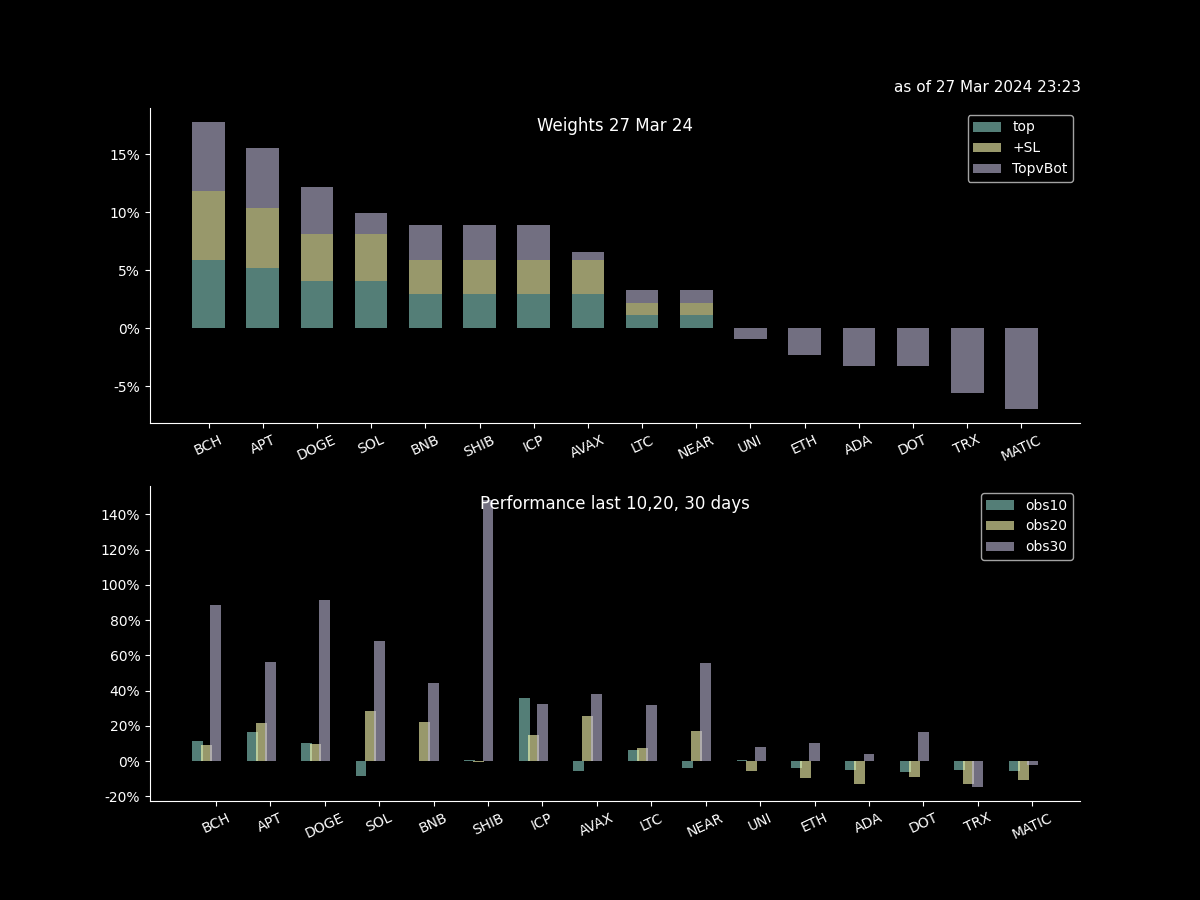 as of 27 Mar 2024 23:23
Weights 27 Mar 24
top
+SL
TopvBot
15%
10%
5%
0%
-5%
BCH APT DOGE SOL BNB SHIB ICP AVAX LTC NEAR UNI ETH ADA DOT TRX MATIC
Performance last 10,20, 30 days
obs10
obs20
obs30
140%
120%
100%
80%
60%
40%
20%
0%
-20%
BCH APT DOGE SOL BNB SHIB ICP AVAX LTC NEAR UNI ETH ADA DOT TRX MATIC